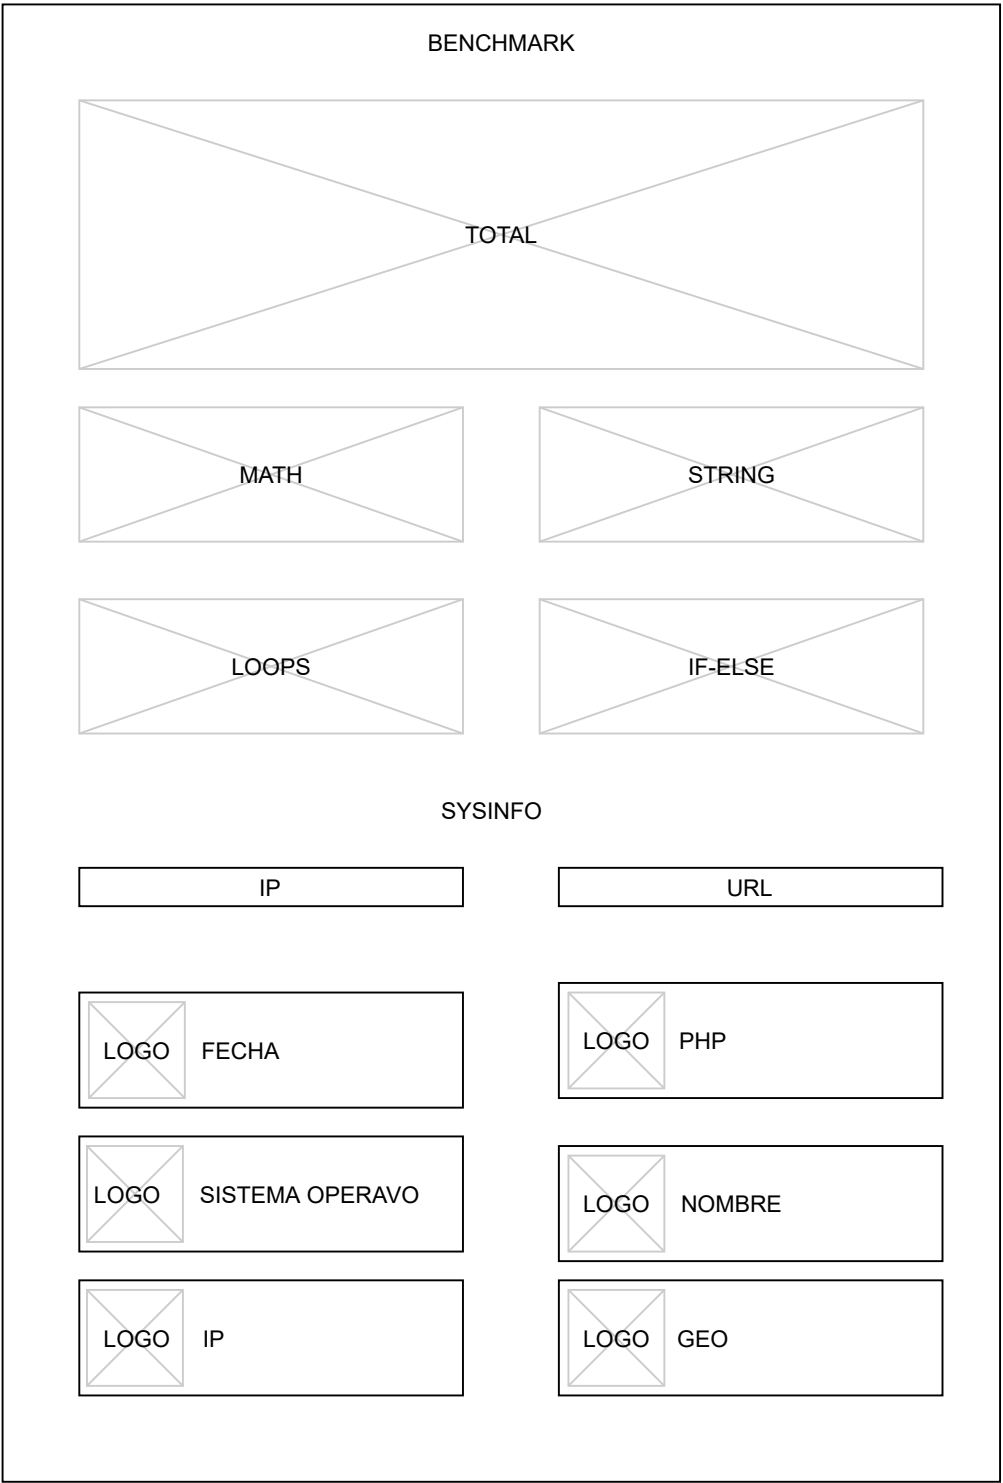 BENCHMARK
TOTAL
MATH
STRING
LOOPS
IF-ELSE
SYSINFO
IP
URL
LOGO FECHA
LOGO PHP
LOGO SISTEMA OPERAVO
LOGO NOMBRE
LOGO IP
LOGO GEO